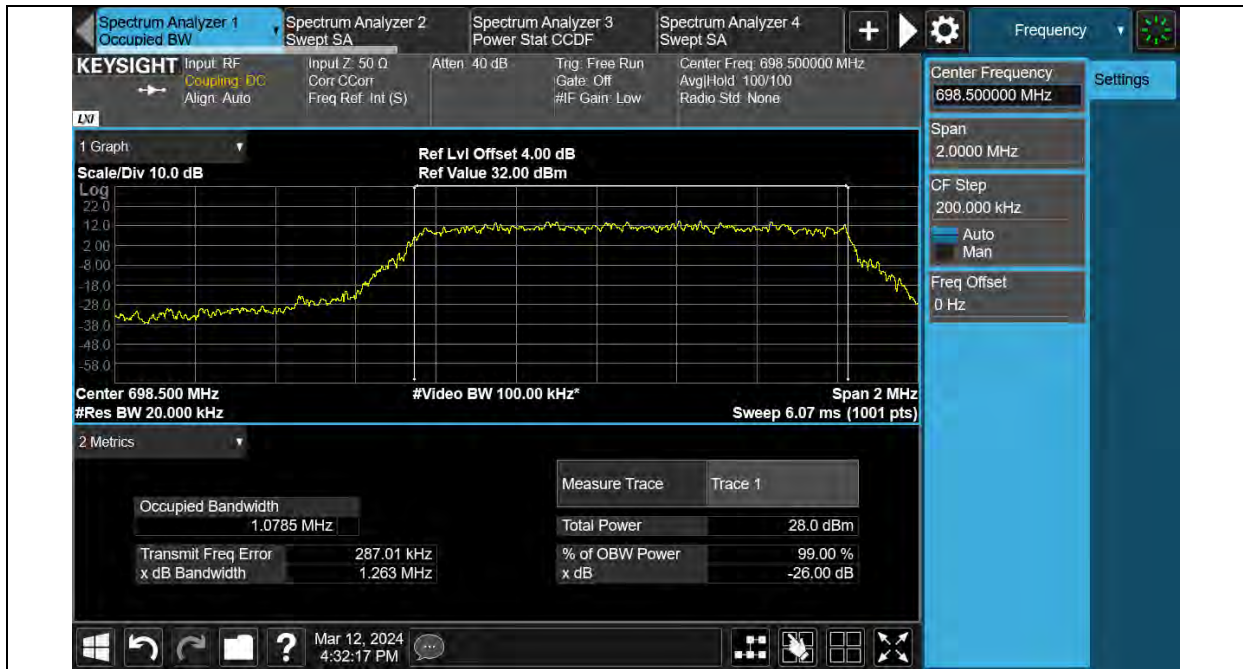 Spectrum Analyzer 1
Occupied BW
Spectrum Analyzer 2
Swept SA
Spectrum Analyzer 3
Power Stat CCDF
Spectrum Analyzer 4
Swept SA
+
Frequency
KEYSIGHT
Input: RF
Coupling: DC
Align: Auto
Input Z: 50 Ω
Corr CCorr
Freq Ref: Int (S)
Atten: 40 dB
Trig: Free Run
Gate: Off
#IF Gain: Low
Center Freq: 698.500000 MHz
Avg|Hold: 100/100
Radio Std: None
LXI
Center Frequency
698.500000 MHz
Settings
Span
2.0000 MHz
CF Step
200.000 kHz
Auto
Man
Freq Offset
0 Hz
1 Graph
Scale/Div 10.0 dB
Ref Lvl Offset 4.00 dB
Ref Value 32.00 dBm
Log
22.0
12.0
2.00
-8.00
-18.0
-28.0
-38.0
-48.0
-58.0
Center 698.500 MHz
#Video BW 100.00 kHz*
Span 2 MHz
#Res BW 20.000 kHz
Sweep 6.07 ms (1001 pts)
2 Metrics
Measure Trace
Trace 1
Occupied Bandwidth
1.0785 MHz
Total Power
28.0 dBm
Transmit Freq Error
287.01 kHz
% of OBW Power
99.00 %
x dB Bandwidth
1.263 MHz
x dB
-26.00 dB
?
Mar 12, 2024
4:32:17 PM